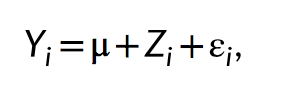 Yᵢ = μ + Zᵢ + εᵢ,